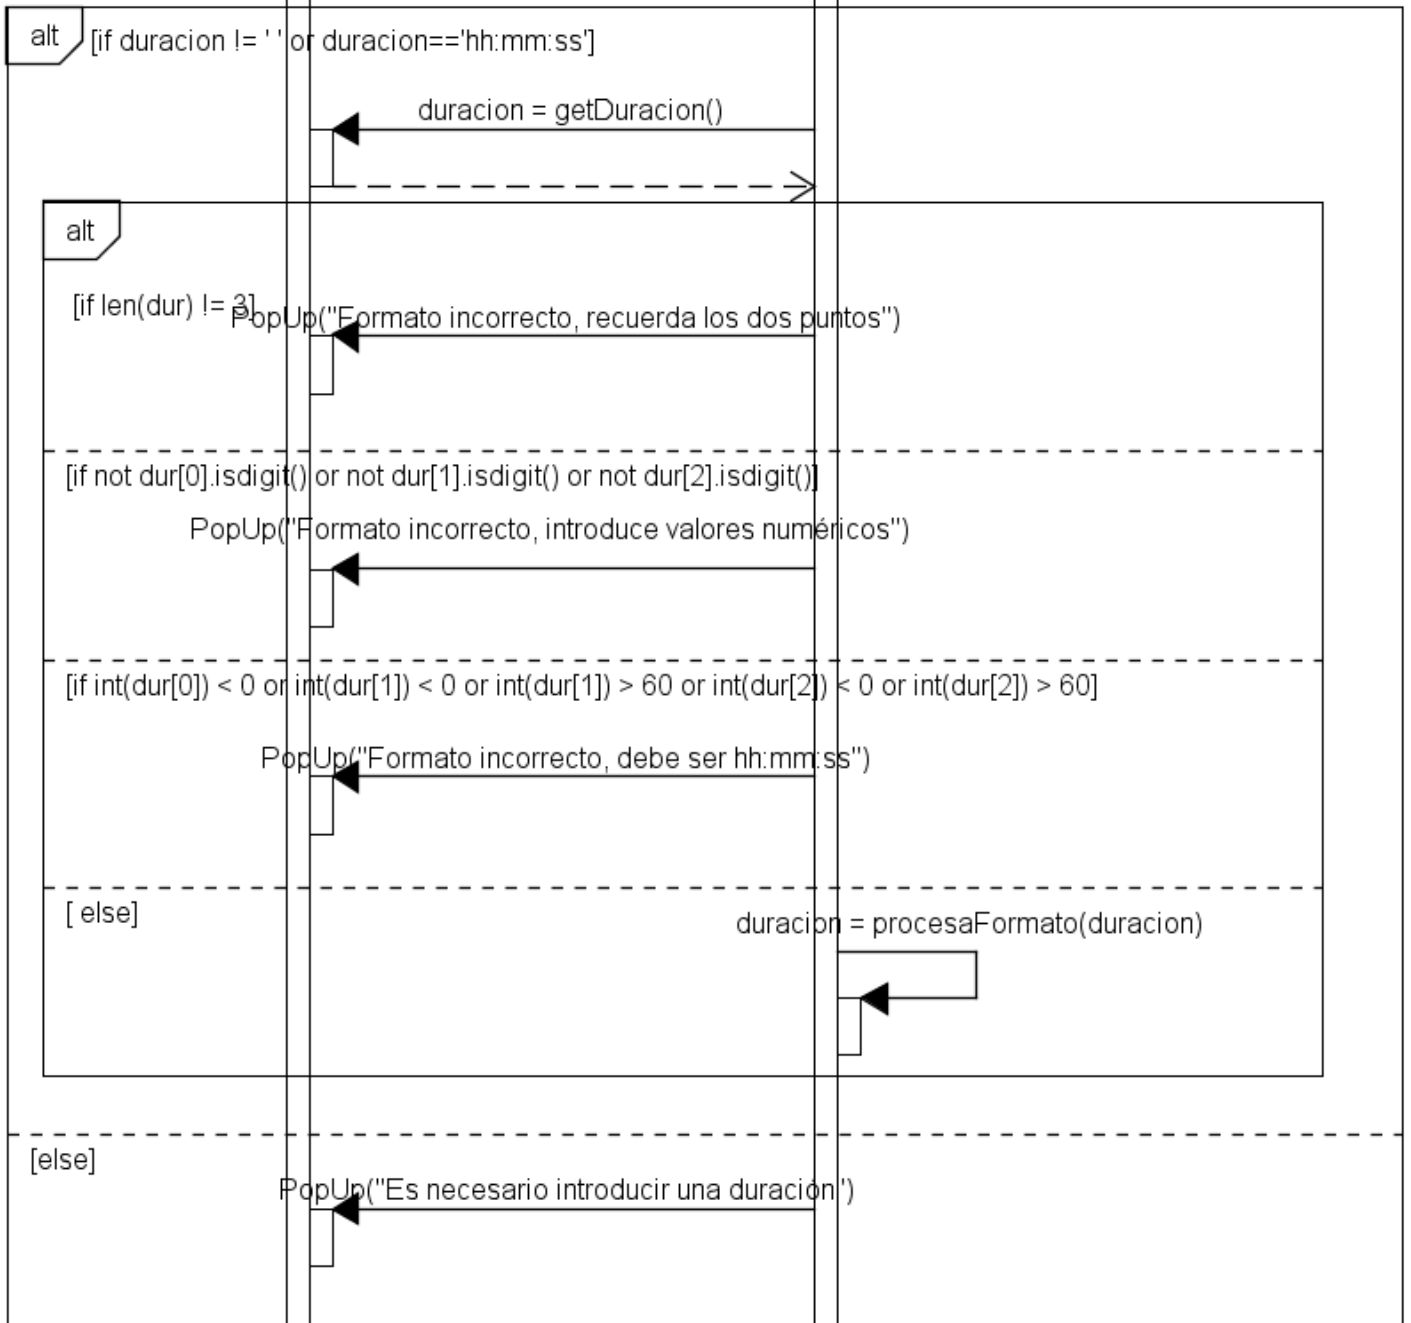 alt
[if duracion != ' ' or duracion=='hh:mm:ss']
duracion = getDuracion()
alt
[if len(dur) != 3]
PopUp("Formato incorrecto, recuerda los dos puntos")
[if not dur[0].isdigit() or not dur[1].isdigit() or not dur[2].isdigit()]
PopUp("Formato incorrecto, introduce valores numéricos")
[if int(dur[0]) < 0 or int(dur[1]) < 0 or int(dur[1]) > 60 or int(dur[2]) < 0 or int(dur[2]) > 60]
PopUp("Formato incorrecto, debe ser hh:mm:ss")
[ else]
duracion = procesaFormato(duracion)
[else]
PopUp("Es necesario introducir una duración")